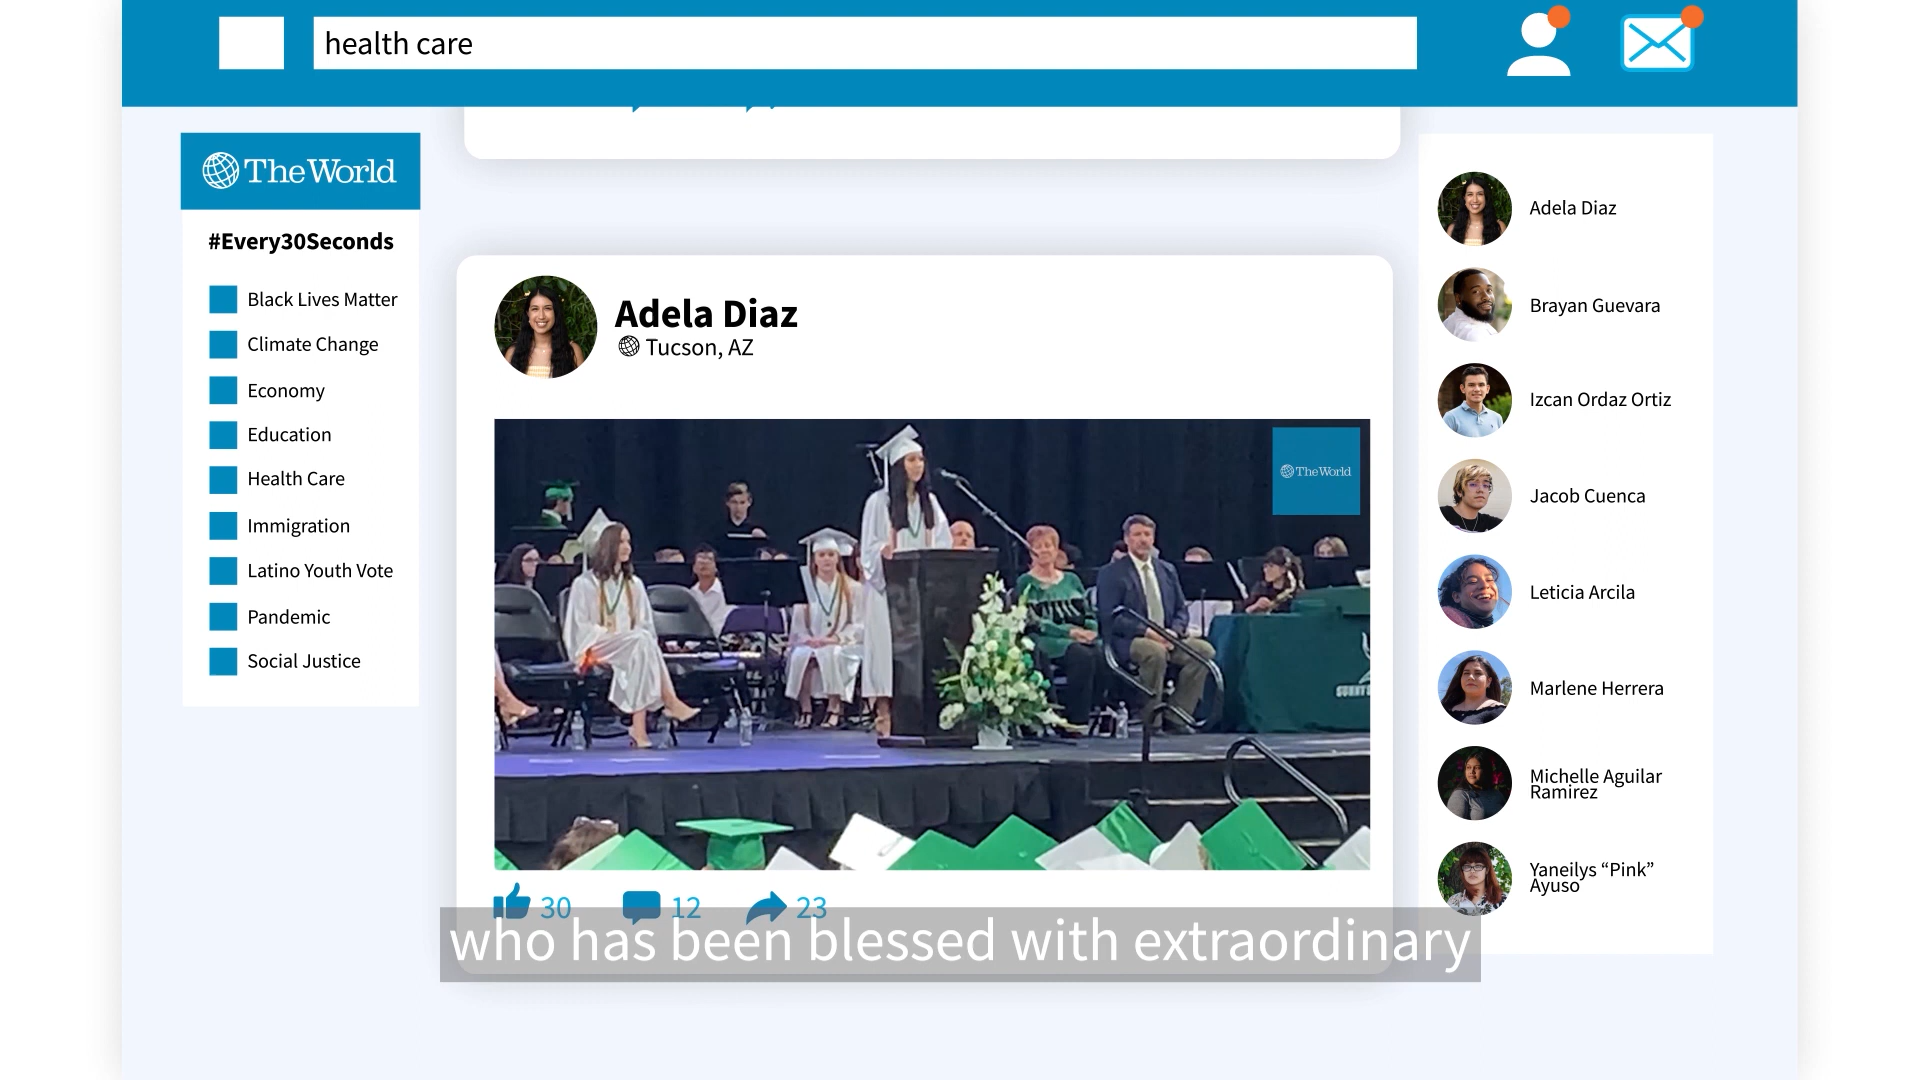 health care
The World
#Every30Seconds
Black Lives Matter
Climate Change
Economy
Education
Health Care
Immigration
Latino Youth Vote
Pandemic
Social Justice
Adela Diaz
Tucson, AZ
The World
30
12
23
who has been blessed with extraordinary
Adela Diaz
Brayan Guevara
Izcan Ordaz Ortiz
Jacob Cuenca
Leticia Arcila
Marlene Herrera
Michelle Aguilar
Ramirez
Yaneilys “Pink”
Ayuso